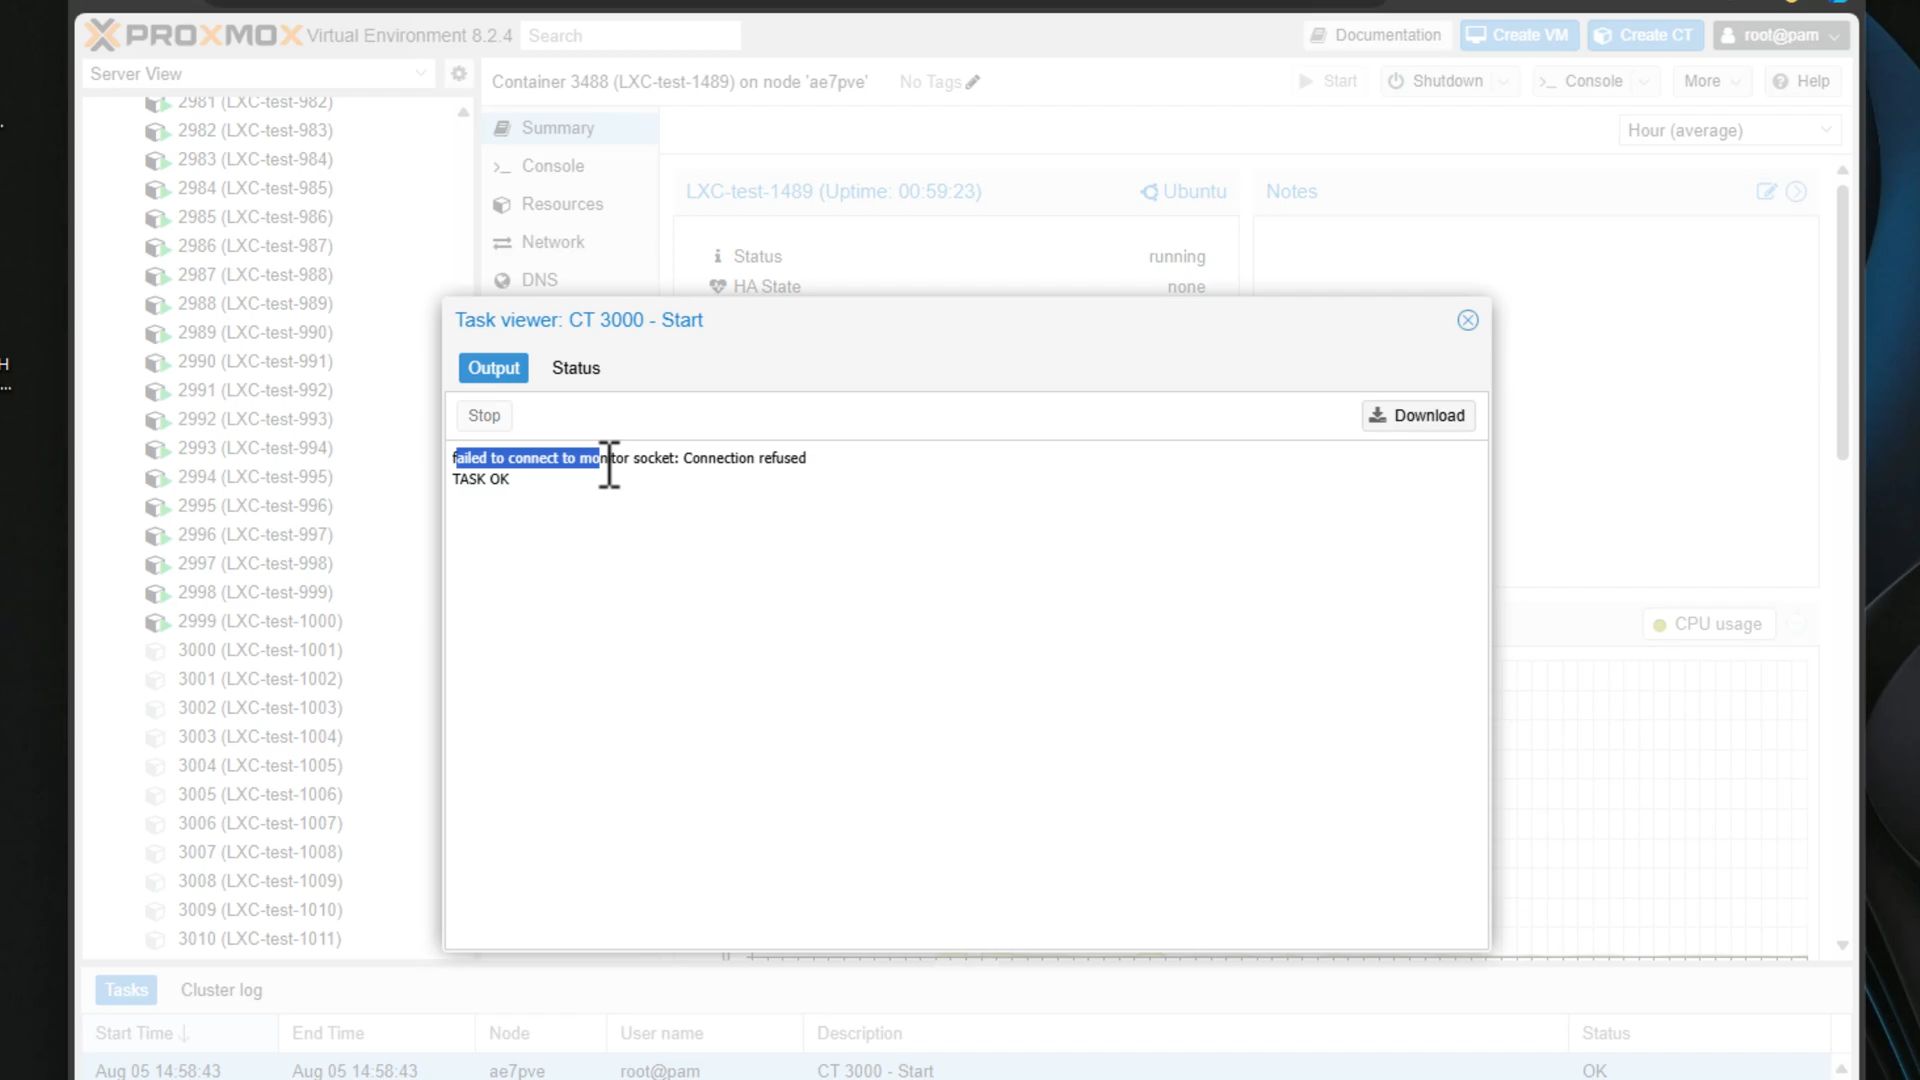 PROXMOX Virtual Environment 8.2.4 Search Documentation Create VM Create CT root@pam
Server View
Container 3488 (LXC-test-1489) on node 'ae7pve' No Tags Start Shutdown Console More Help
2981 (LXC-test-982)
2982 (LXC-test-983)
2983 (LXC-test-984)
2984 (LXC-test-985)
2985 (LXC-test-986)
2986 (LXC-test-987)
2987 (LXC-test-988)
2988 (LXC-test-989)
2989 (LXC-test-990)
2990 (LXC-test-991)
2991 (LXC-test-992)
2992 (LXC-test-993)
2993 (LXC-test-994)
2994 (LXC-test-995)
2995 (LXC-test-996)
2996 (LXC-test-997)
2997 (LXC-test-998)
2998 (LXC-test-999)
2999 (LXC-test-1000)
3000 (LXC-test-1001)
3001 (LXC-test-1002)
3002 (LXC-test-1003)
3003 (LXC-test-1004)
3004 (LXC-test-1005)
3005 (LXC-test-1006)
3006 (LXC-test-1007)
3007 (LXC-test-1008)
3008 (LXC-test-1009)
3009 (LXC-test-1010)
3010 (LXC-test-1011)
Summary
Console
Resources
Network
DNS
Hour (average)
LXC-test-1489 (Uptime: 00:59:23) Ubuntu
Status running
HA State none
Notes
CPU usage
0
Task viewer: CT 3000 - Start
Output Status
Stop Download
failed to connect to monitor socket: Connection refused
TASK OK
Tasks Cluster log
Start Time End Time Node User name Description Status
Aug 05 14:58:43 Aug 05 14:58:43 ae7pve root@pam CT 3000 - Start OK
H
...